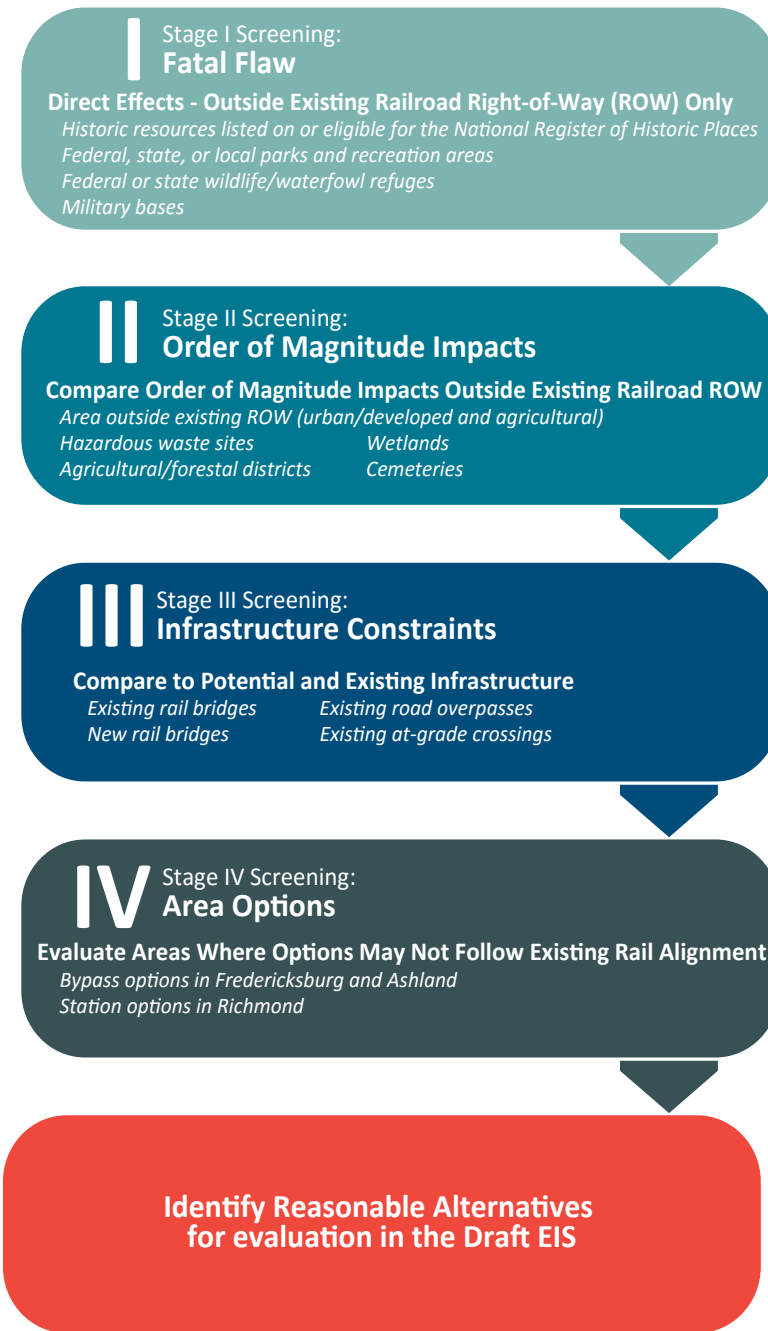 I
Stage I Screening:
Fatal Flaw
Direct Effects - Outside Existing Railroad Right-of-Way (ROW) Only
Historic resources listed on or eligible for the National Register of Historic Places
Federal, state, or local parks and recreation areas
Federal or state wildlife/waterfowl refuges
Military bases
II
Stage II Screening:
Order of Magnitude Impacts
Compare Order of Magnitude Impacts Outside Existing Railroad ROW
Area outside existing ROW (urban/developed and agricultural)
Hazardous waste sites Wetlands
Agricultural/forestal districts Cemeteries
III
Stage III Screening:
Infrastructure Constraints
Compare to Potential and Existing Infrastructure
Existing rail bridges Existing road overpasses
New rail bridges Existing at-grade crossings
IV
Stage IV Screening:
Area Options
Evaluate Areas Where Options May Not Follow Existing Rail Alignment
Bypass options in Fredericksburg and Ashland
Station options in Richmond
Identify Reasonable Alternatives
for evaluation in the Draft EIS